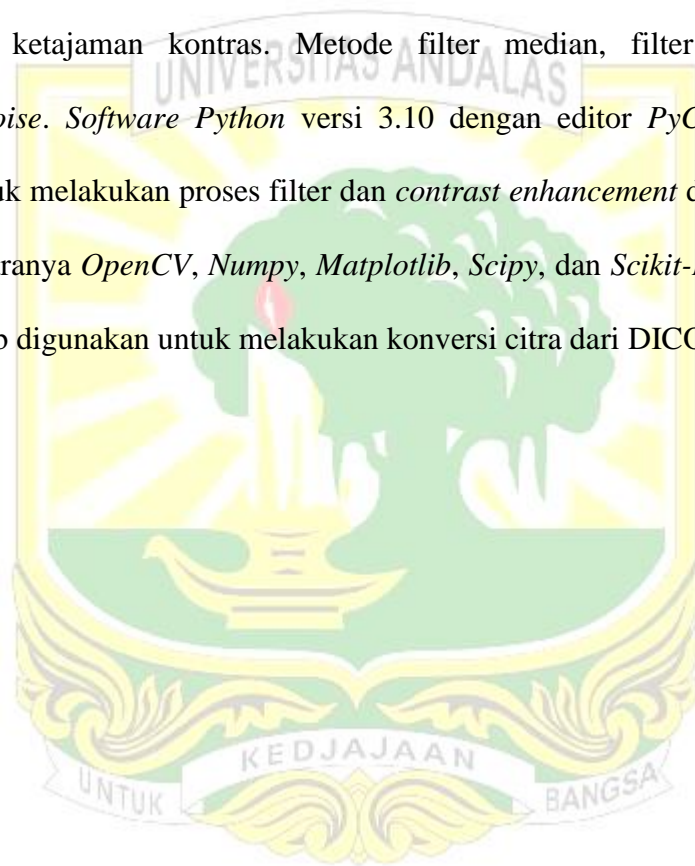 ketajaman kontras. Metode filter median, filter
oise. Software Python versi 3.10 dengan editor PyC
uk melakukan proses filter dan contrast enhancement d
ranya OpenCV, Numpy, Matplotlib, Scipy, dan Scikit-
digunakan untuk melakukan konversi citra dari DICO
UNIVERSITAS ANDALAS
UNTUK KEDJAJAAN BANGSA